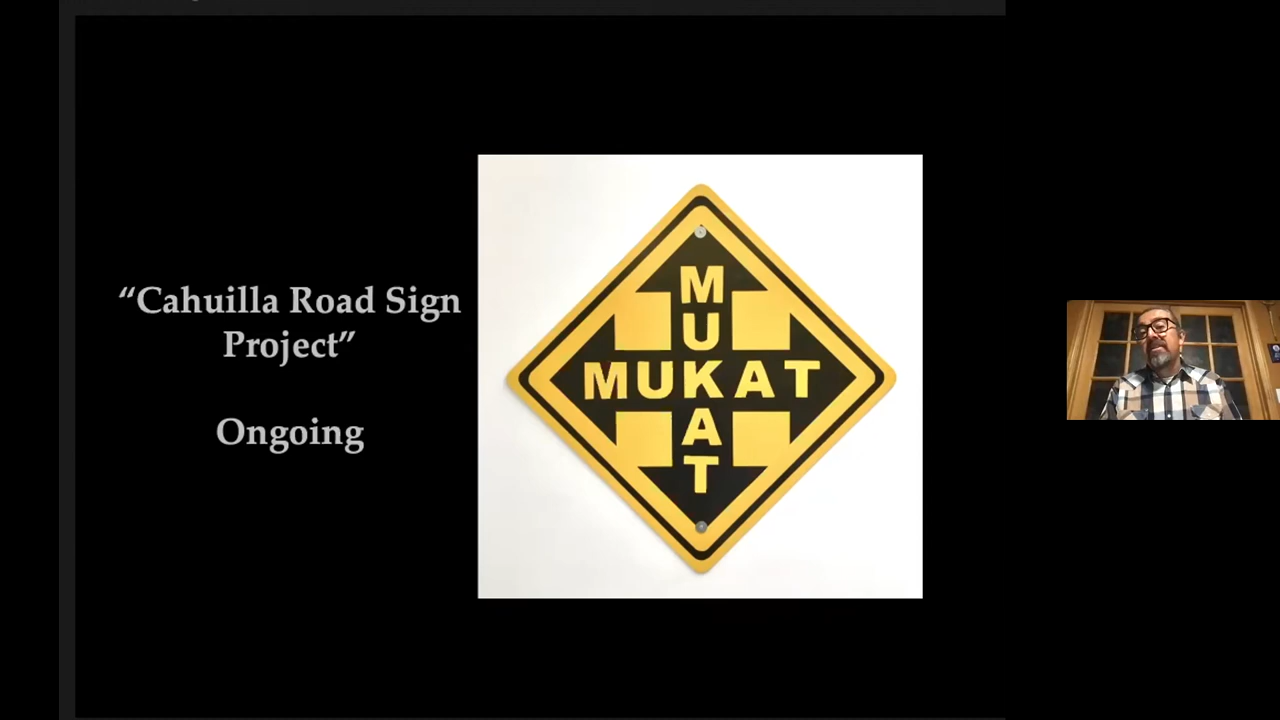 “Cahuilla Road Sign
Project”
Ongoing
MUKAT
MUKAT